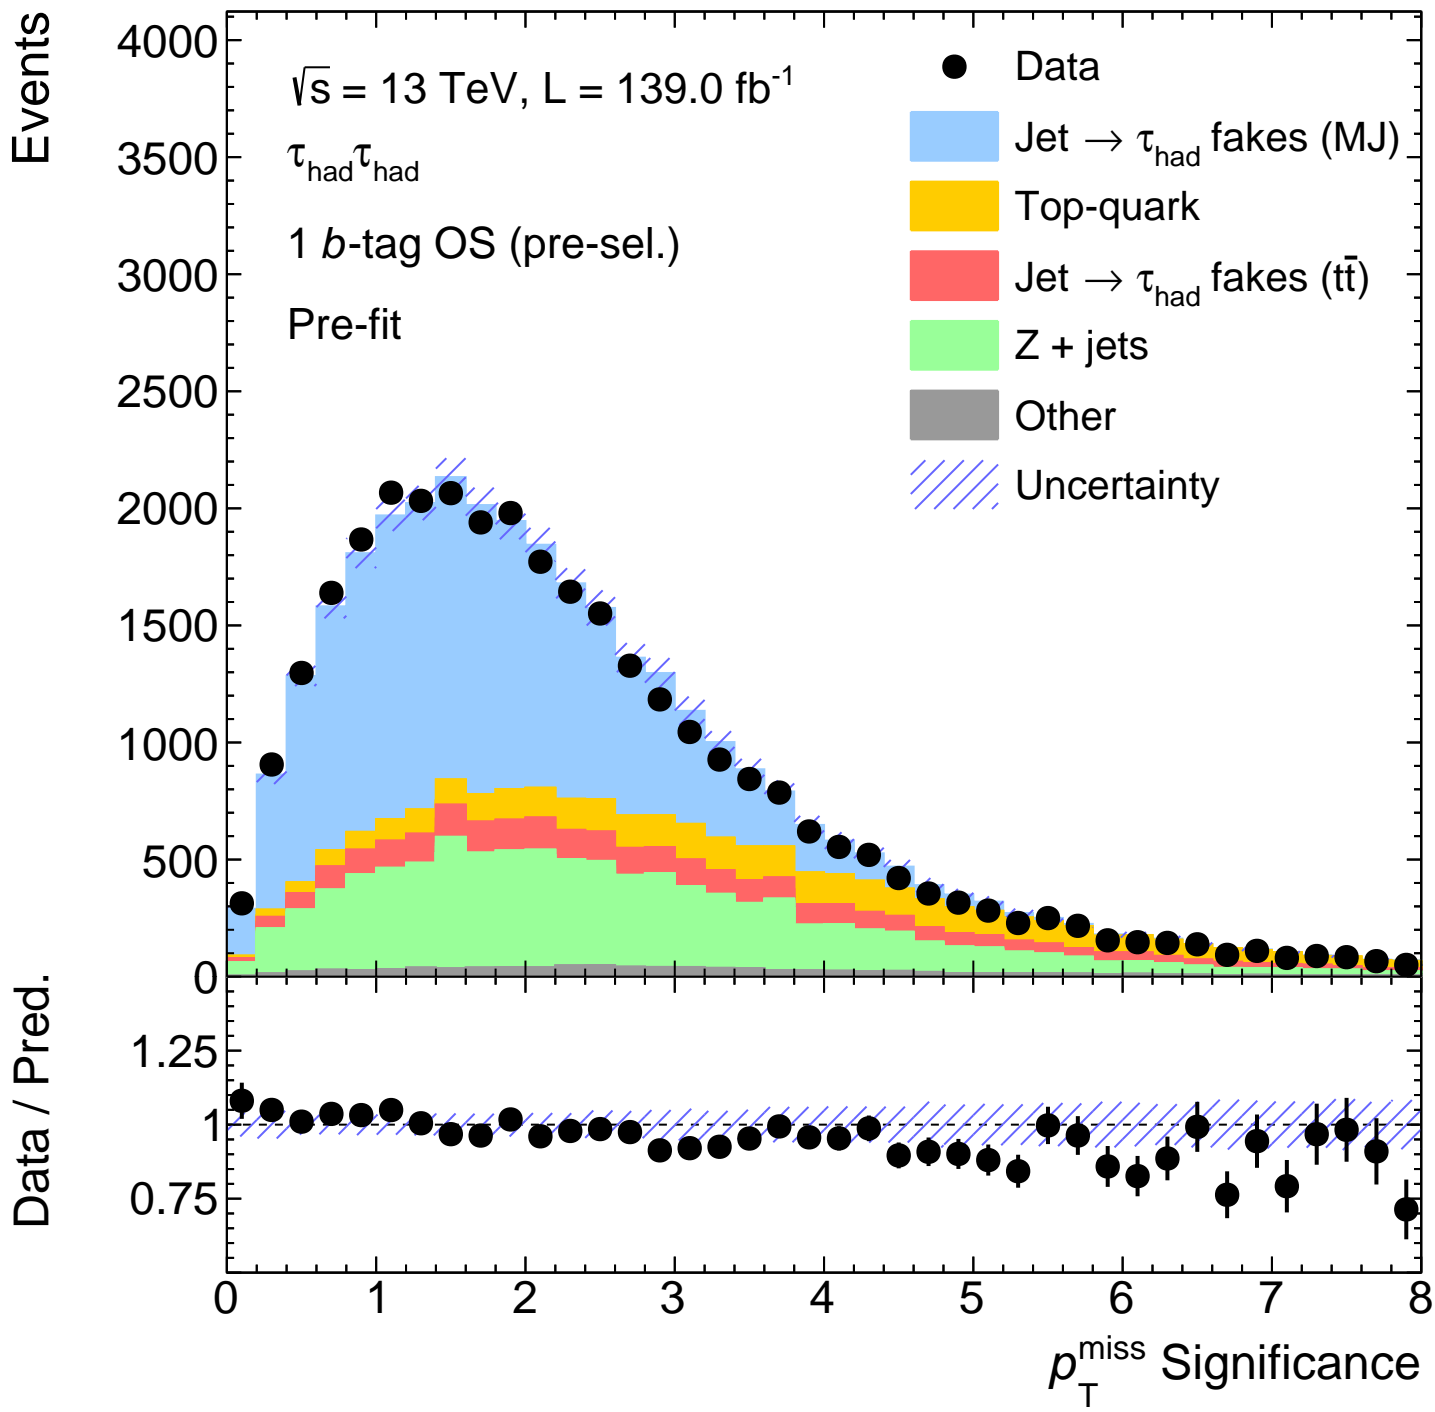 Events
4000
3500
3000
2500
2000
1500
1000
500
0
√s = 13 TeV, L = 139.0 fb⁻¹
τhadτhad
1 b-tag OS (pre-sel.)
Pre-fit
Data
Jet → τhad fakes (MJ)
Top-quark
Jet → τhad fakes (tt̄)
Z + jets
Other
Uncertainty
Data / Pred.
1.25
1
0.75
0 1 2 3 4 5 6 7 8
pTmiss Significance